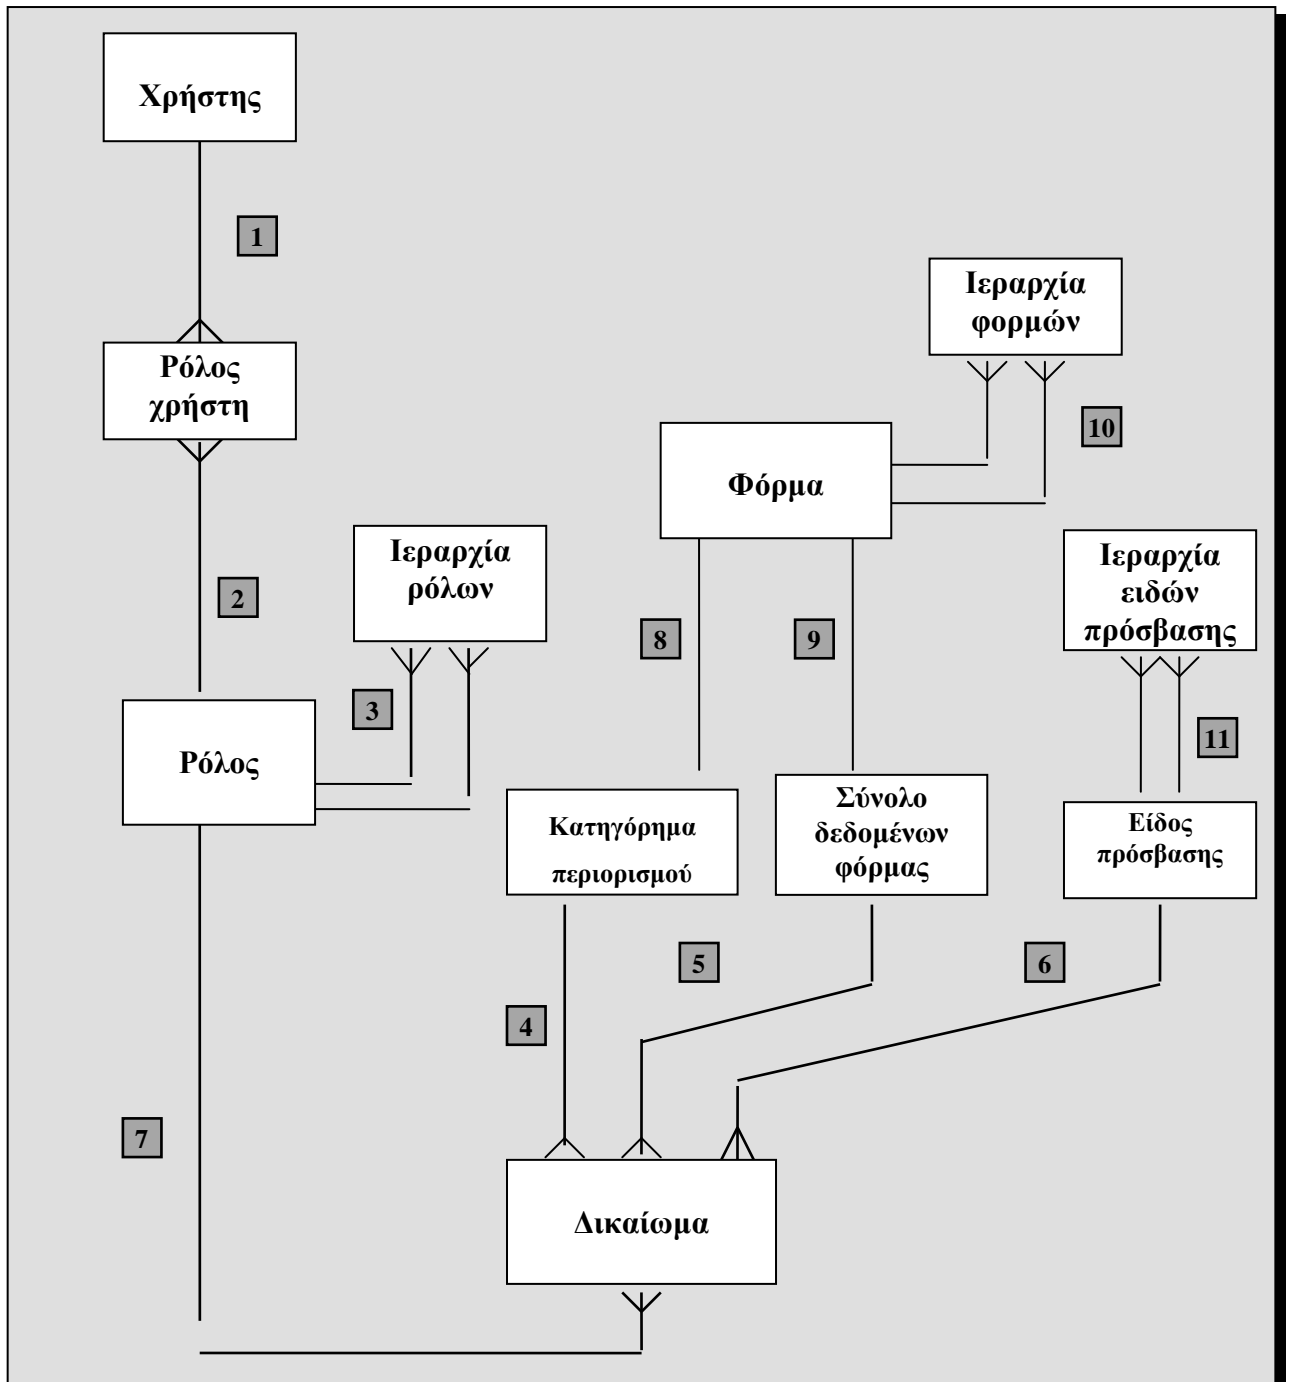 Χρήστης
1
Ιεραρχία
φορμών
Ρόλος
χρήστη
10
Φόρμα
Ιεραρχία
ρόλων
Ιεραρχία
ειδών
πρόσβασης
2
8
9
3
11
Ρόλος
Κατηγόρημα
περιορισμού
Σύνολο
δεδομένων
φόρμας
Είδος
πρόσβασης
5
6
4
7
Δικαίωμα